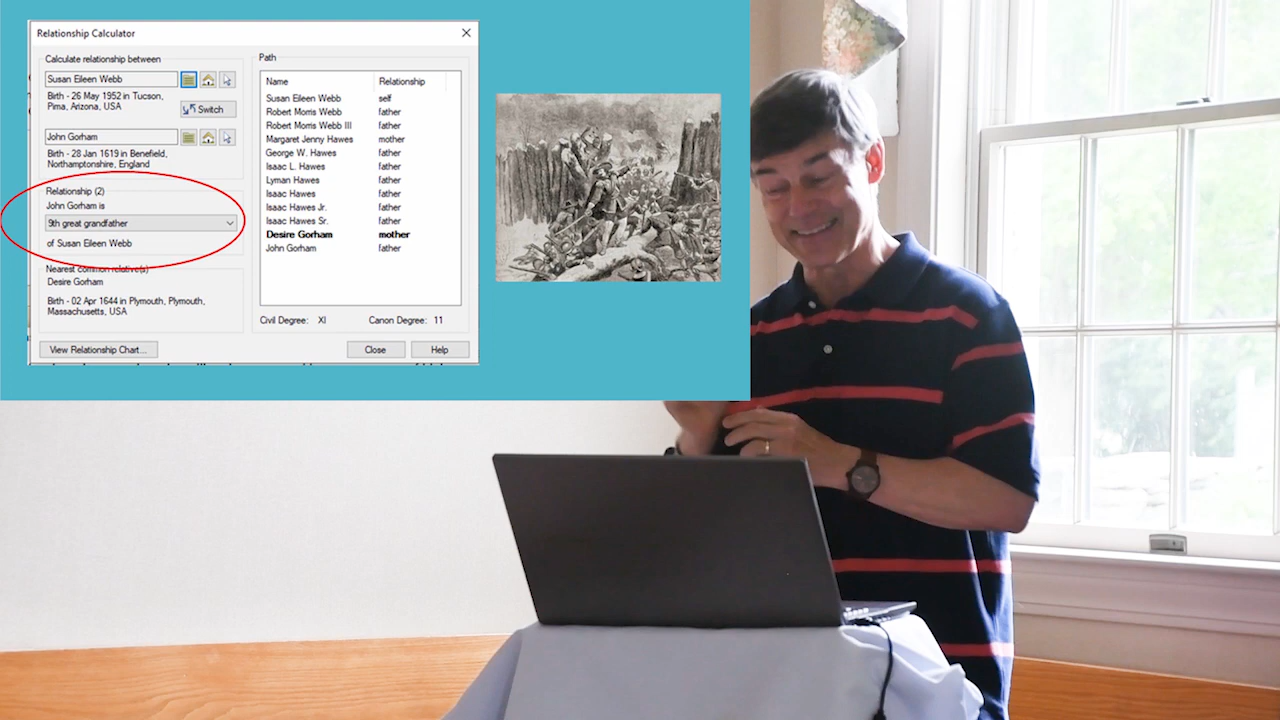 Relationship Calculator
Calculate relationship between
Susan Eileen Webb
Birth - 26 May 1952 in Tucson,
Pima, Arizona, USA
Switch
John Gorham
Birth - 28 Jan 1619 in Benefield,
Northamptonshire, England
Relationship (2)
John Gorham is
9th great grandfather
of Susan Eileen Webb
Nearest common relative(s)
Desire Gorham
Birth - 02 Apr 1644 in Plymouth, Plymouth,
Massachusetts, USA
View Relationship Chart...
Path
Name Relationship
Susan Eileen Webb self
Robert Morris Webb father
Robert Morris Webb III father
Margaret Jenny Hawes mother
George W. Hawes father
Isaac L. Hawes father
Lyman Hawes father
Isaac Hawes father
Isaac Hawes Jr. father
Isaac Hawes Sr. father
Desire Gorham mother
John Gorham father
Civil Degree: XI Canon Degree: 11
Close Help